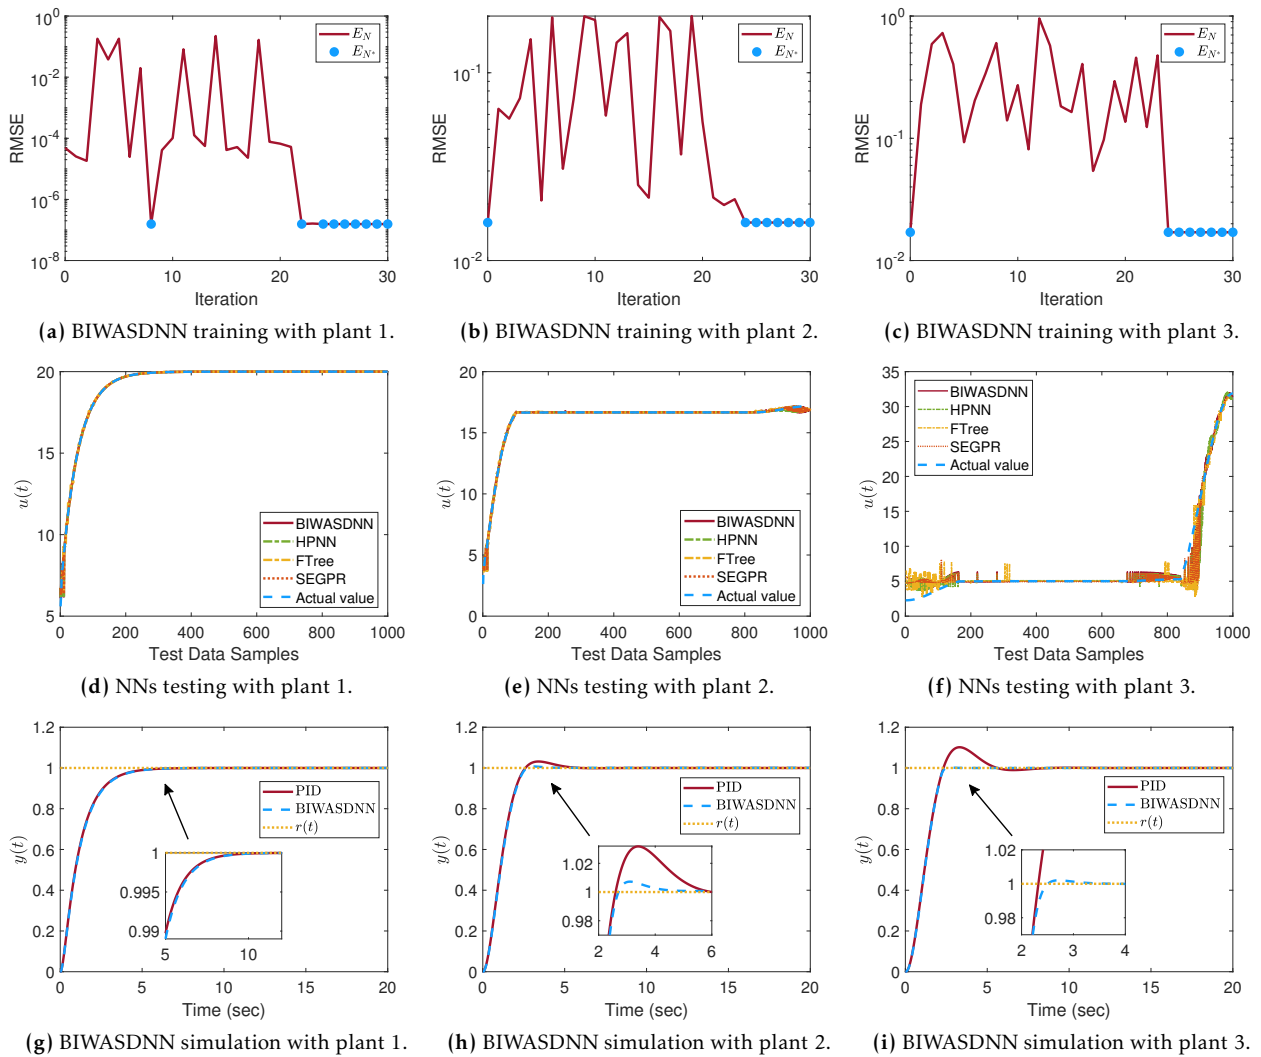 10^0
10^-2
10^-4
10^-6
10^-8
RMSE
0 10 20 30
Iteration
E_N
E_N*
(a) BIWASDNN training with plant 1.
10^-1
10^-2
RMSE
0 10 20 30
Iteration
E_N
E_N*
(b) BIWASDNN training with plant 2.
10^0
10^-1
10^-2
RMSE
0 10 20 30
Iteration
E_N
E_N*
(c) BIWASDNN training with plant 3.
20
15
10
5
u(t)
0 200 400 600 800 1000
Test Data Samples
BIWASDNN
HPNN
FTree
SEGPR
Actual value
(d) NNs testing with plant 1.
20
15
10
5
0
u(t)
0 200 400 600 800 1000
Test Data Samples
BIWASDNN
HPNN
FTree
SEGPR
Actual value
(e) NNs testing with plant 2.
35
30
25
20
15
10
5
0
u(t)
0 200 400 600 800 1000
Test Data Samples
BIWASDNN
HPNN
FTree
SEGPR
Actual value
(f) NNs testing with plant 3.
1.2
1
0.8
0.6
0.4
0.2
0
y(t)
0 5 10 15 20
Time (sec)
PID
BIWASDNN
r(t)
1
0.995
0.99
5 10
(g) BIWASDNN simulation with plant 1.
1.2
1
0.8
0.6
0.4
0.2
0
y(t)
0 5 10 15 20
Time (sec)
PID
BIWASDNN
r(t)
1.02
1
0.98
2 4 6
(h) BIWASDNN simulation with plant 2.
1.2
1
0.8
0.6
0.4
0.2
0
y(t)
0 5 10 15 20
Time (sec)
PID
BIWASDNN
r(t)
1.02
1
0.98
2 3 4
(i) BIWASDNN simulation with plant 3.